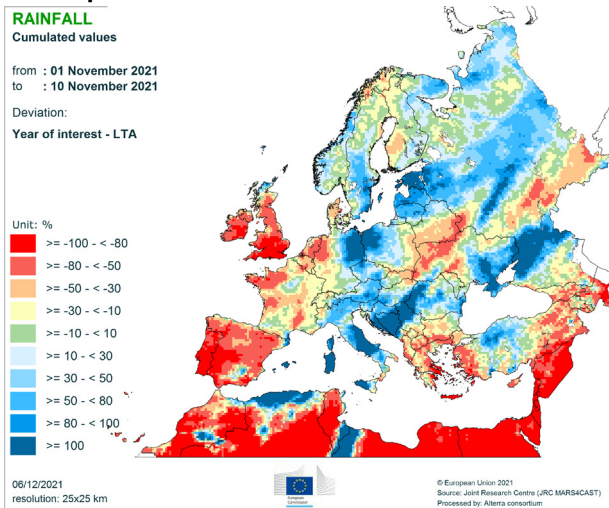 RAINFALL
Cumulated values
from : 01 November 2021
to : 10 November 2021
Deviation:
Year of interest - LTA
Unit: %
>= -100 - < -80
>= -80 - < -50
>= -50 - < -30
>= -30 - < -10
>= -10 - < 10
>= 10 - < 30
>= 30 - < 50
>= 50 - < 80
>= 80 - < 100
>= 100
06/12/2021
resolution: 25x25 km
European
Commission
© European Union 2021
Source: Joint Research Centre (JRC MARS4CAST)
Processed by: Alterra consortium